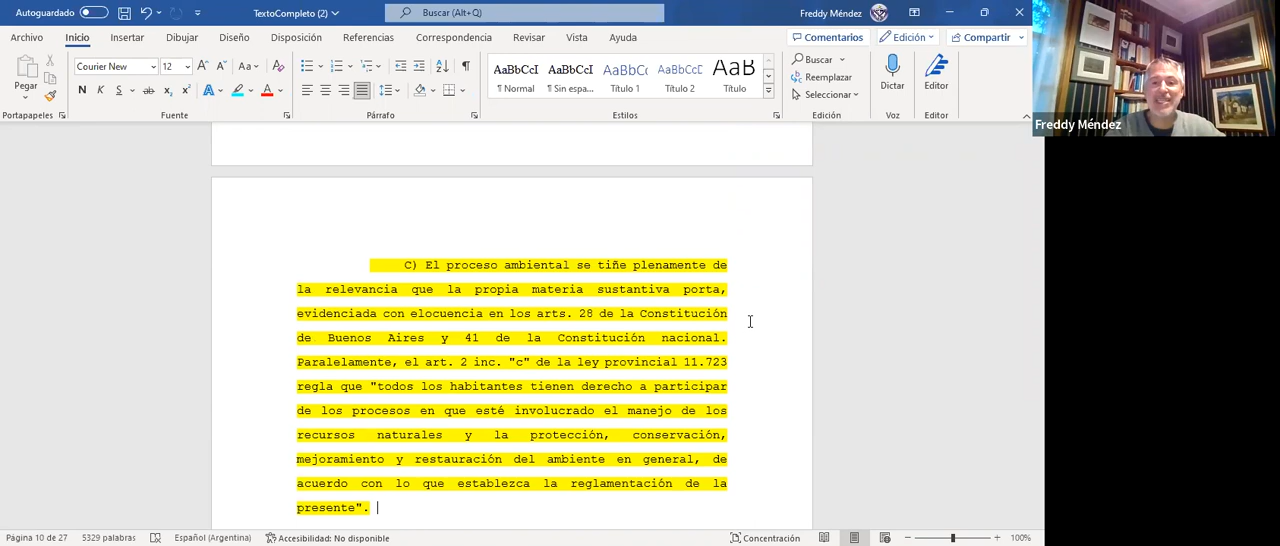 Autoguardado
TextoCompleto (2)
Buscar (Alt+Q)
Freddy Méndez
Archivo
Inicio
Insertar
Dibujar
Diseño
Disposición
Referencias
Correspondencia
Revisar
Vista
Ayuda
Comentarios
Edición
Compartir
Pegar
Portapapeles
Courier New
12
Aa
N
K
S
ab
x₂
x²
A
A
Fuente
Párrafo
AaBbCcI
¶ Normal
AaBbCcI
¶ Sin espa...
AaBbCc
Título 1
AaBbCcI
Título 2
AaB
Título
Estilos
Buscar
Reemplazar
Seleccionar
Edición
Dictar
Voz
Editor
Editor
Freddy Méndez
C) El proceso ambiental se tiñe plenamente de
la relevancia que la propia materia sustantiva porta,
evidenciada con elocuencia en los arts. 28 de la Constitución
de Buenos Aires y 41 de la Constitución nacional.
Paralelamente, el art. 2 inc. "c" de la ley provincial 11.723
regla que "todos los habitantes tienen derecho a participar
de los procesos en que esté involucrado el manejo de los
recursos naturales y la protección, conservación,
mejoramiento y restauración del ambiente en general, de
acuerdo con lo que establezca la reglamentación de la
presente".
Página 10 de 27
5329 palabras
Español (Argentina)
Accesibilidad: No disponible
Concentración
100%